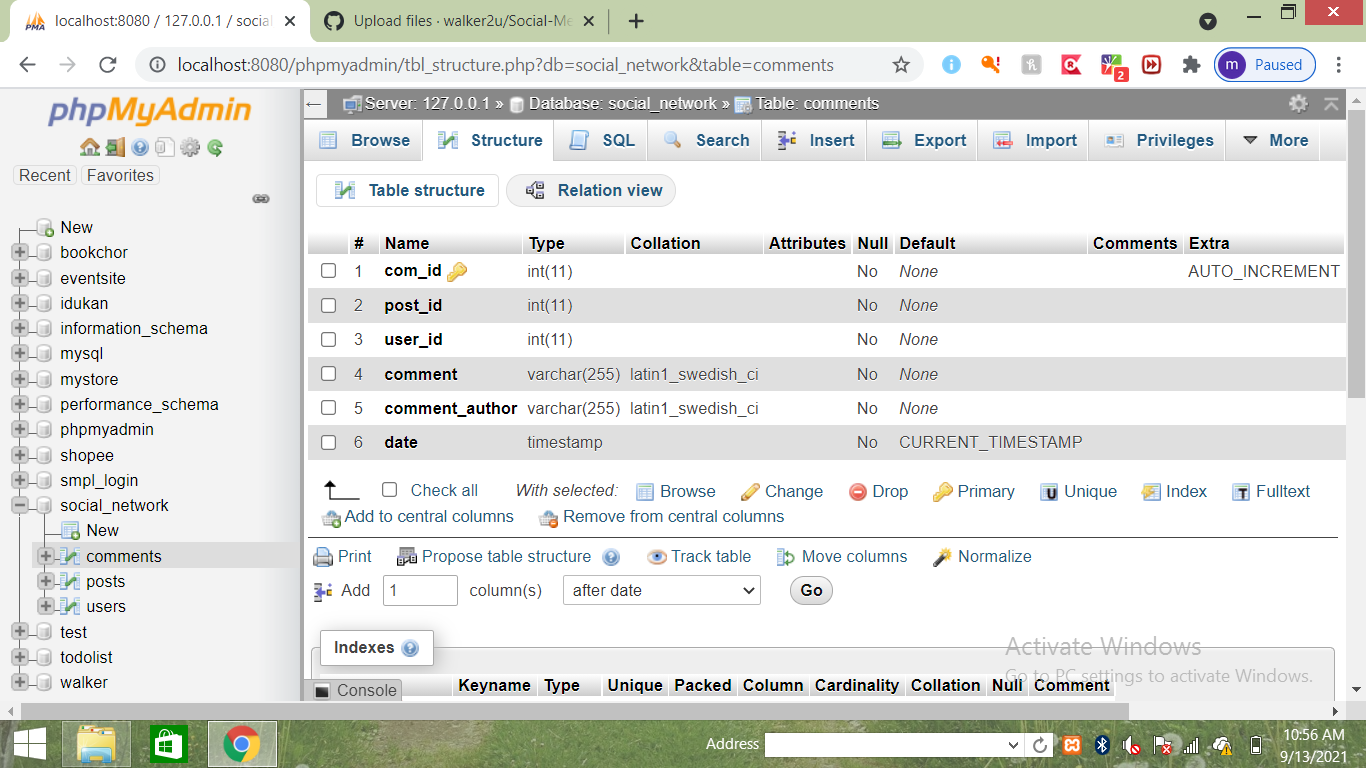 localhost:8080 / 127.0.0.1 / social
Upload files · walker2u/Social-Me
localhost:8080/phpmyadmin/tbl_structure.php?db=social_network&table=comments
2
m Paused
phpMyAdmin
Recent Favorites
New
bookchor
eventsite
idukan
information_schema
mysql
mystore
performance_schema
phpmyadmin
shopee
smpl_login
social_network
New
comments
posts
users
test
todolist
walker
Server: 127.0.0.1 » Database: social_network » Table: comments
Browse Structure SQL Search Insert Export Import Privileges More
Table structure Relation view
# Name Type Collation Attributes Null Default Comments Extra
1 com_id int(11) No None AUTO_INCREMENT
2 post_id int(11) No None
3 user_id int(11) No None
4 comment varchar(255) latin1_swedish_ci No None
5 comment_author varchar(255) latin1_swedish_ci No None
6 date timestamp No CURRENT_TIMESTAMP
Check all With selected: Browse Change Drop Primary Unique Index Fulltext
Add to central columns Remove from central columns
Print Propose table structure Track table Move columns Normalize
Add 1 column(s) after date Go
Indexes
Console
Keyname Type Unique Packed Column Cardinality Collation Null Comment
Activate Windows
Go to PC settings to activate Windows.
Address
10:56 AM
9/13/2021